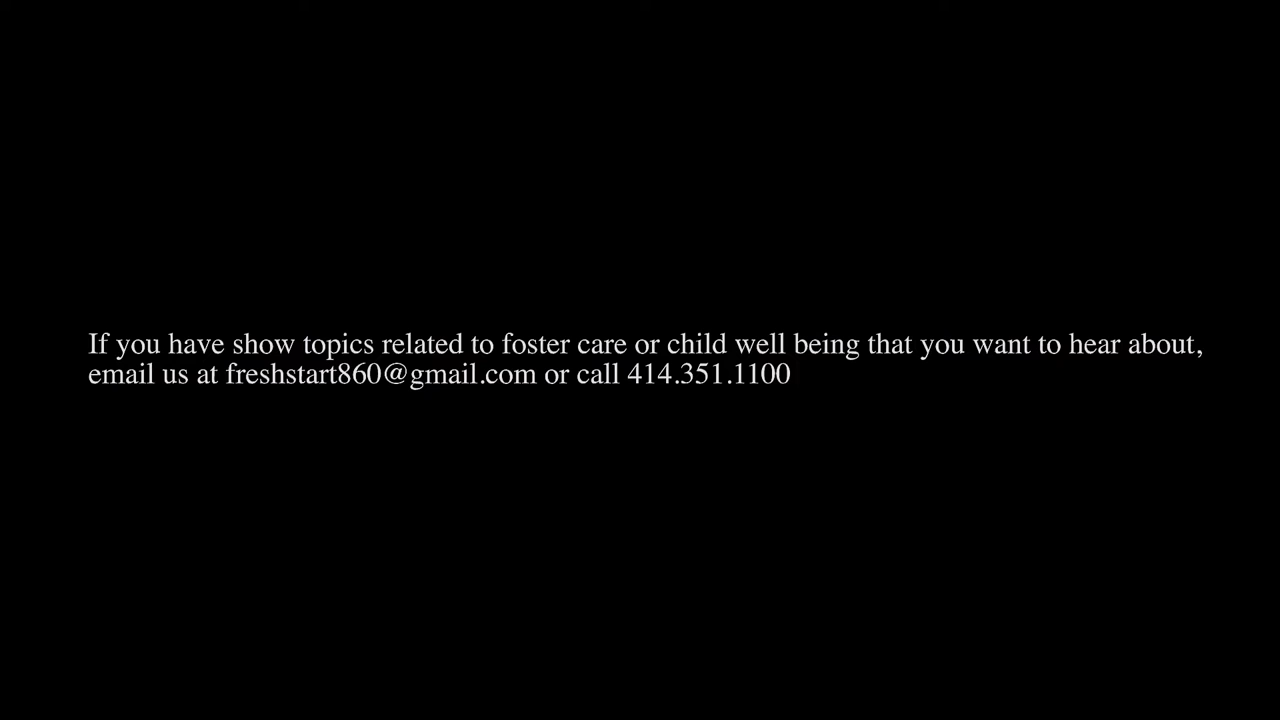 If you have show topics related to foster care or child well being that you want to hear about,
email us at freshstart860@gmail.com or call 414.351.1100